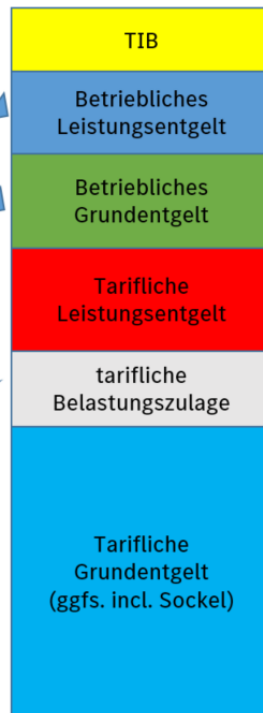 TIB
Betriebliches
Leistungsentgelt
Betriebliches
Grundentgelt
Tarifliche
Leistungsentgelt
tarifliche
Belastungszulage
Tarifliche
Grundentgelt
(ggfs. incl. Sockel)